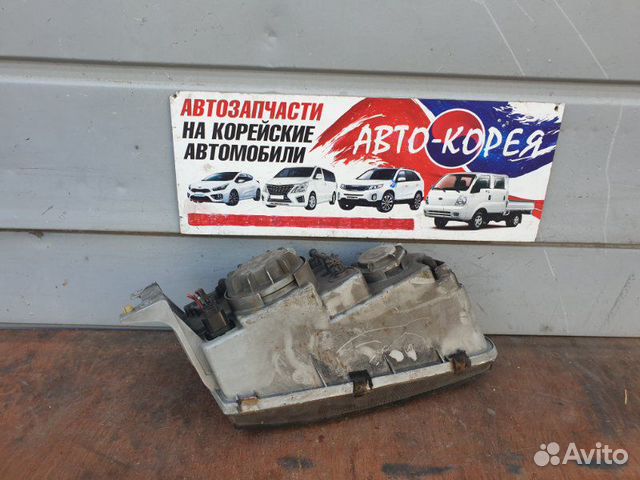 АВТОЗАПЧАСТИ
НА КОРЕЙСКИЕ
АВТОМОБИЛИ
АВТО-КОРЕЯ
Avito